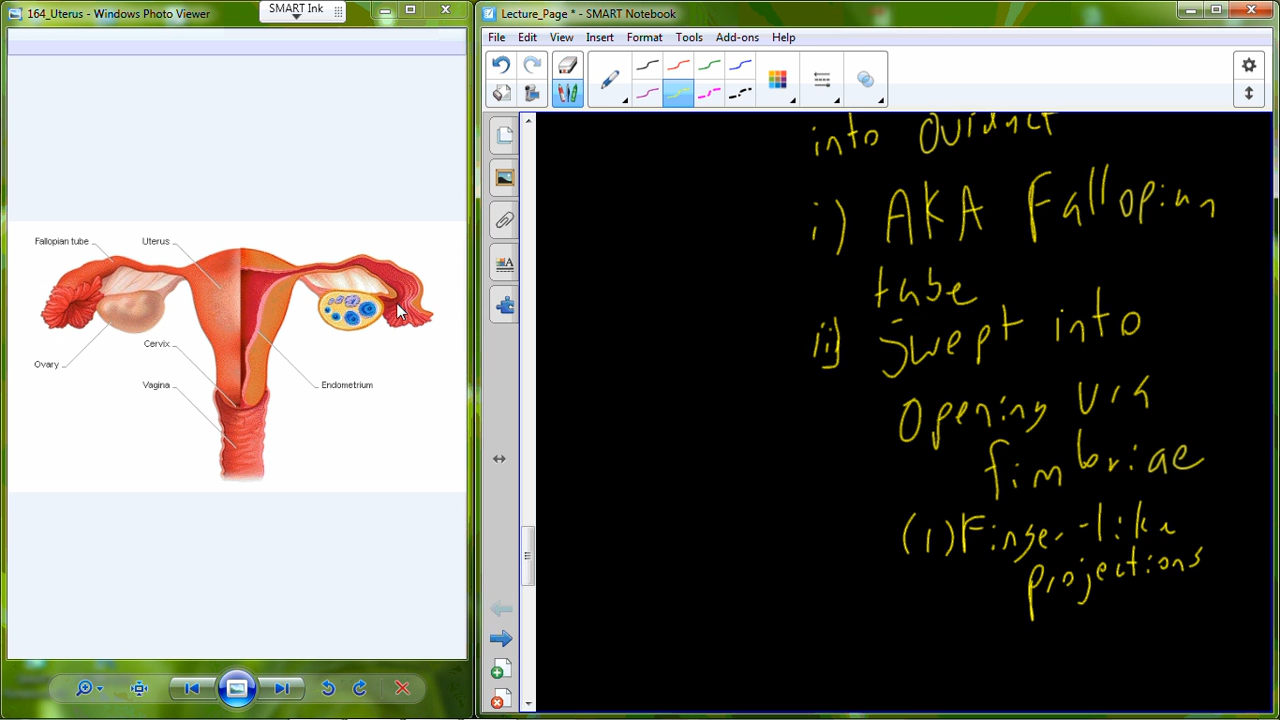 164_Uterus - Windows Photo Viewer
SMART Ink
Fallopian tube
Uterus
Ovary
Cervix
Vagina
Endometrium
Lecture_Page * - SMART Notebook
File Edit View Insert Format Tools Add-ons Help
into Oviduct
i) AKA Fallopian
tube
ii) Swept into
Opening via
fimbriae
(1) Finger-like
projections